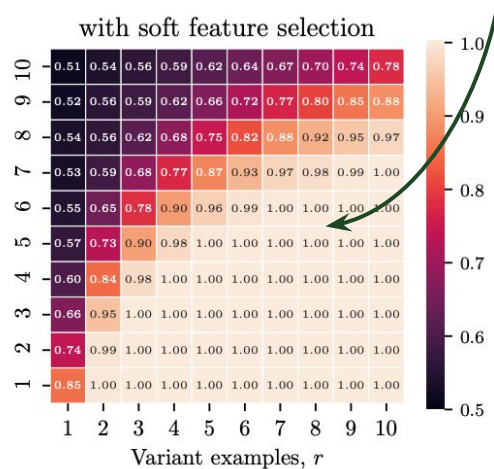 with soft feature selection
10 0.51 0.54 0.56 0.59 0.62 0.64 0.67 0.70 0.74 0.78
9 0.52 0.56 0.59 0.62 0.66 0.72 0.77 0.80 0.85 0.88
8 0.54 0.56 0.62 0.68 0.75 0.82 0.88 0.92 0.95 0.97
7 0.53 0.59 0.68 0.77 0.87 0.93 0.97 0.98 0.99 1.00
6 0.55 0.65 0.78 0.90 0.96 0.99 1.00 1.00 1.00 1.00
5 0.57 0.73 0.90 0.98 1.00 1.00 1.00 1.00 1.00 1.00
4 0.60 0.84 0.98 1.00 1.00 1.00 1.00 1.00 1.00 1.00
3 0.66 0.95 1.00 1.00 1.00 1.00 1.00 1.00 1.00 1.00
2 0.74 0.99 1.00 1.00 1.00 1.00 1.00 1.00 1.00 1.00
1 0.85 1.00 1.00 1.00 1.00 1.00 1.00 1.00 1.00 1.00
1 2 3 4 5 6 7 8 9 10
Variant examples, r
1.0
0.9
0.8
0.7
0.6
0.5